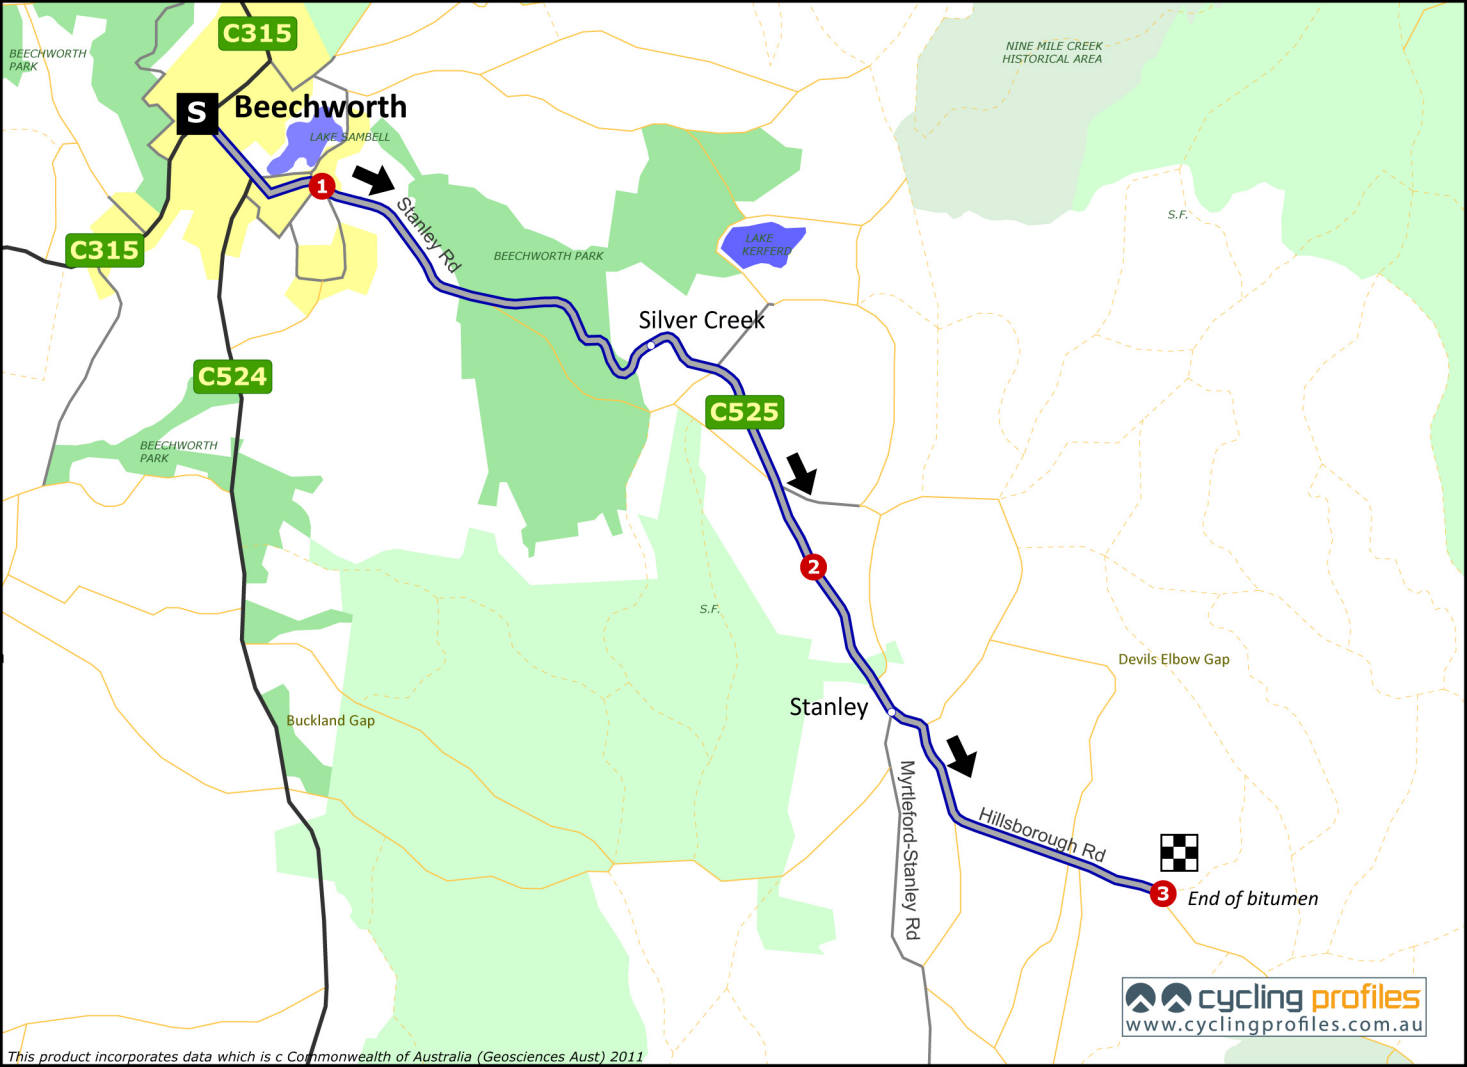 C315
NINE MILE CREEK
HISTORICAL AREA
BEECHWORTH
PARK
S
Beechworth
LAKE SAMBELL
1
Stanley Rd
S.F.
C315
BEECHWORTH PARK
LAKE
KERFERD
Silver Creek
C524
C525
BEECHWORTH
PARK
2
S.F.
Devils Elbow Gap
Stanley
Buckland Gap
Myrtleford-Stanley Rd
Hillsborough Rd
3
End of bitumen
cycling profiles
www.cyclingprofiles.com.au
This product incorporates data which is c Commonwealth of Australia (Geosciences Aust) 2011